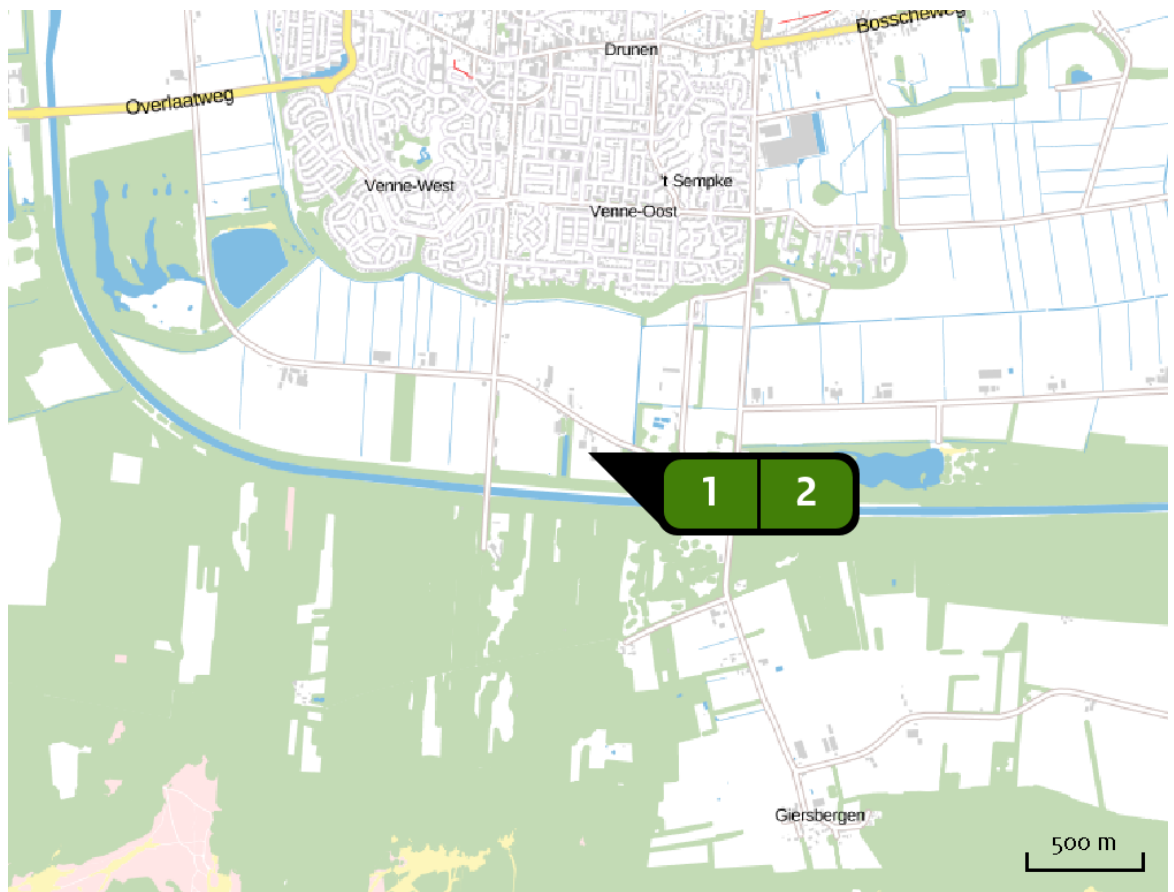 Bosscheweg
Drunen
Overlaatweg
Venne-West
't Sempke
Venne-Oost
1 2
Giersbergen
500 m